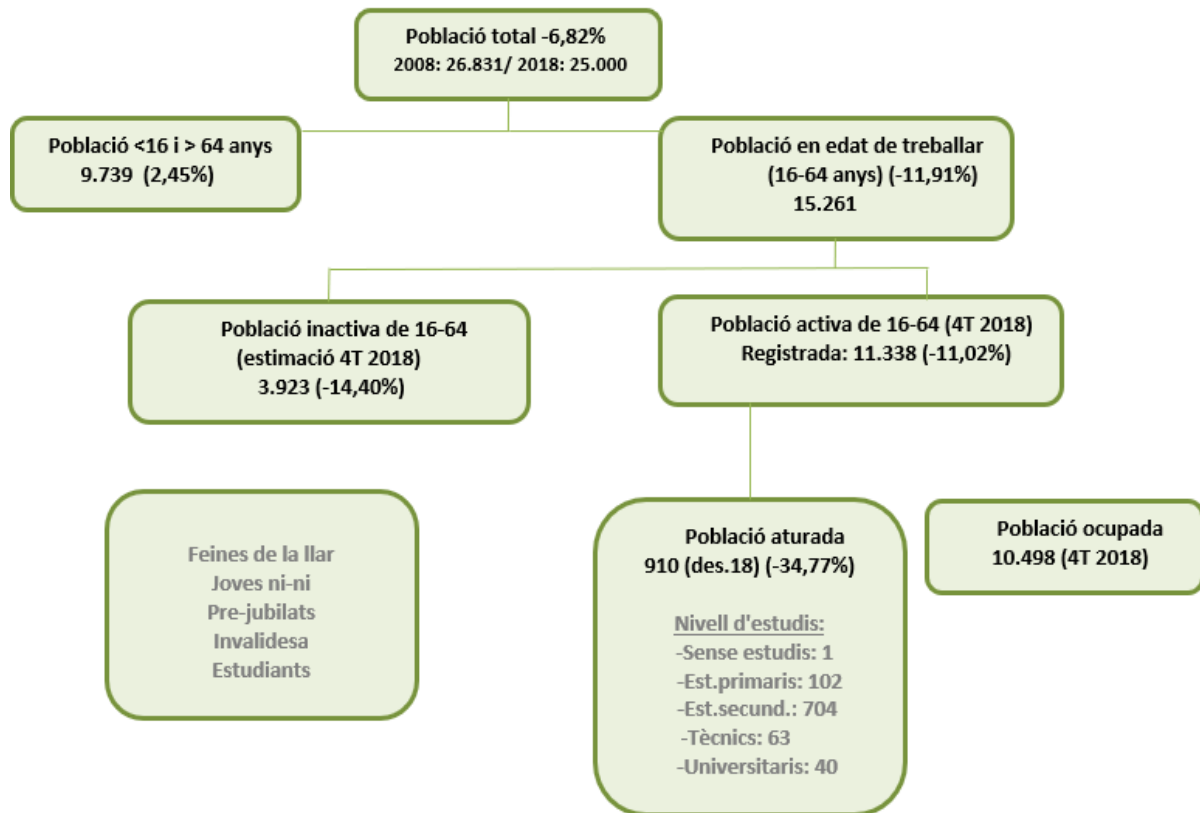 Població total -6,82%
2008: 26.831/ 2018: 25.000
Població <16 i > 64 anys
9.739 (2,45%)
Població en edat de treballar
(16-64 anys) (-11,91%)
15.261
Població inactiva de 16-64
(estimació 4T 2018)
3.923 (-14,40%)
Població activa de 16-64 (4T 2018)
Registrada: 11.338 (-11,02%)
Feines de la llar
Joves ni-ni
Pre-jubilats
Invalidesa
Estudiants
Població aturada
910 (des.18) (-34,77%)
Nivell d'estudis:
-Sense estudis: 1
-Est.primaris: 102
-Est.secund.: 704
-Tècnics: 63
-Universitaris: 40
Població ocupada
10.498 (4T 2018)